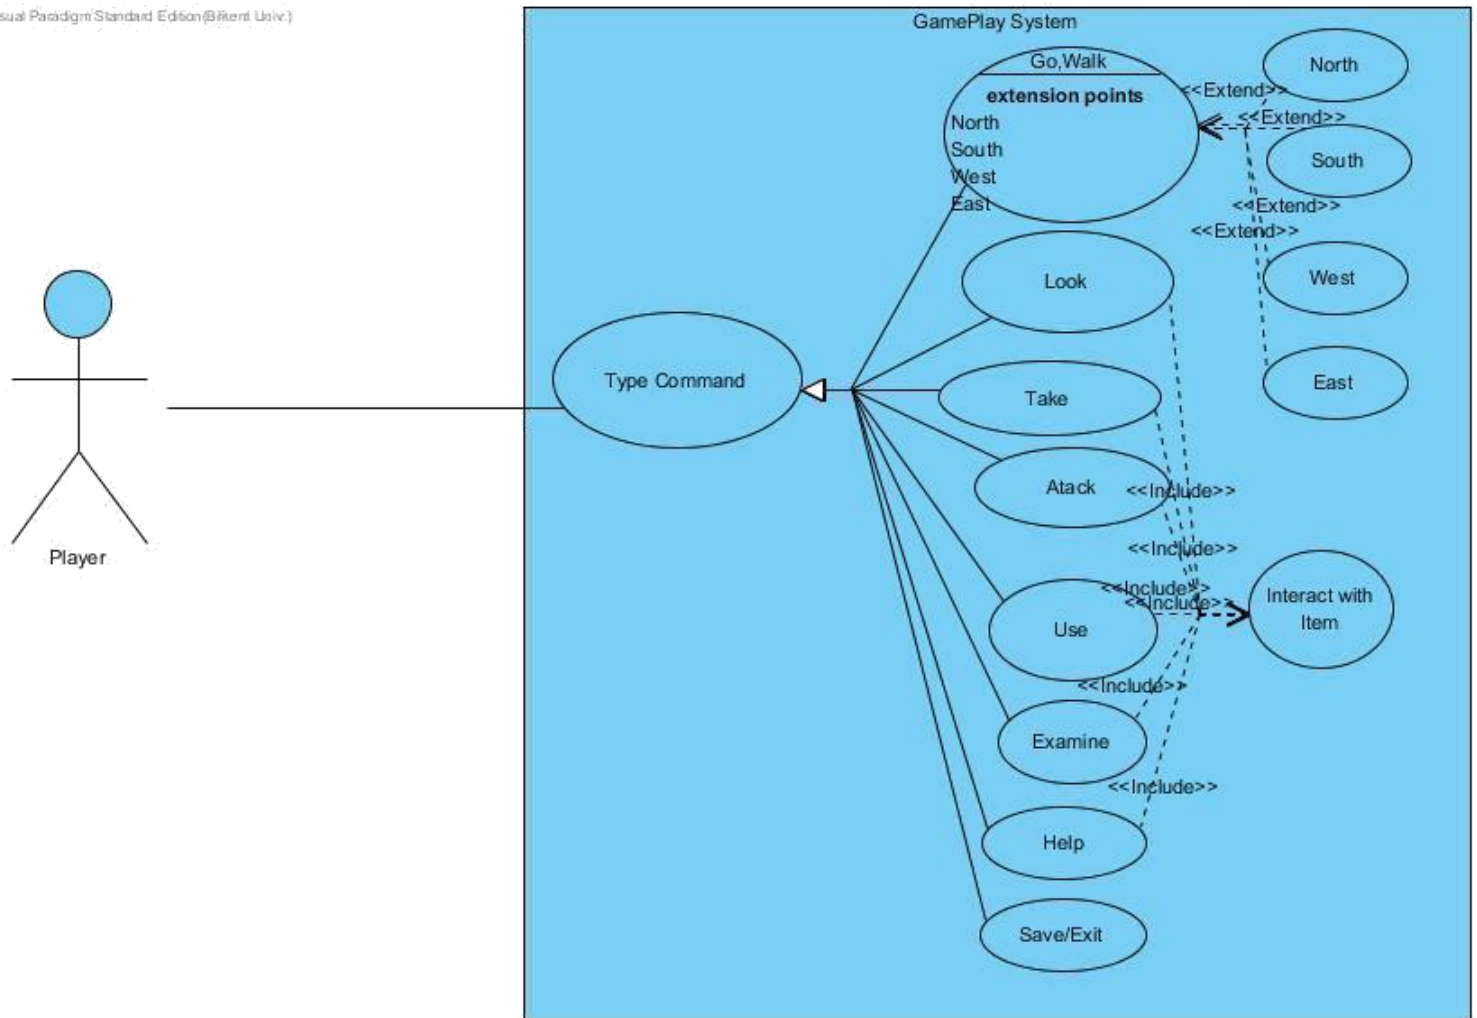 sual Paradigm Standard Edition(Bilkent Univ.)
GamePlay System
Go,Walk
extension points
North
South
West
East
<<Extend>>
<<Extend>>
<<Extend>>
<<Extend>>
North
South
West
East
Look
Type Command
Take
Atack
<<Include>>
<<Include>>
<<Include>>
<<Include>>
Use
Interact with
Item
Player
<<Include>>
Examine
<<Include>>
Help
Save/Exit